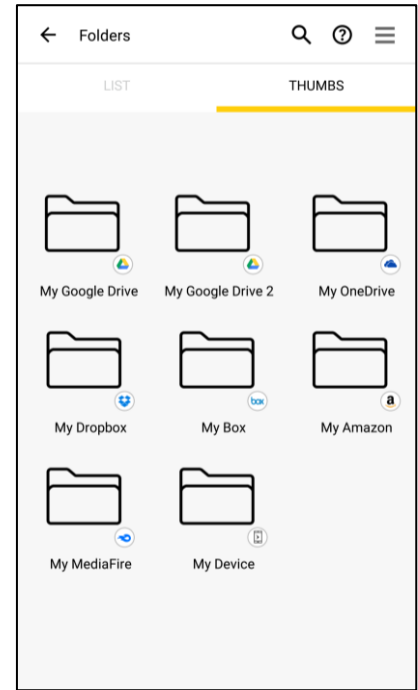 Folders
LIST
THUMBS
My Google Drive
My Google Drive 2
My OneDrive
My Dropbox
box
My Box
a
My Amazon
My MediaFire
My Device